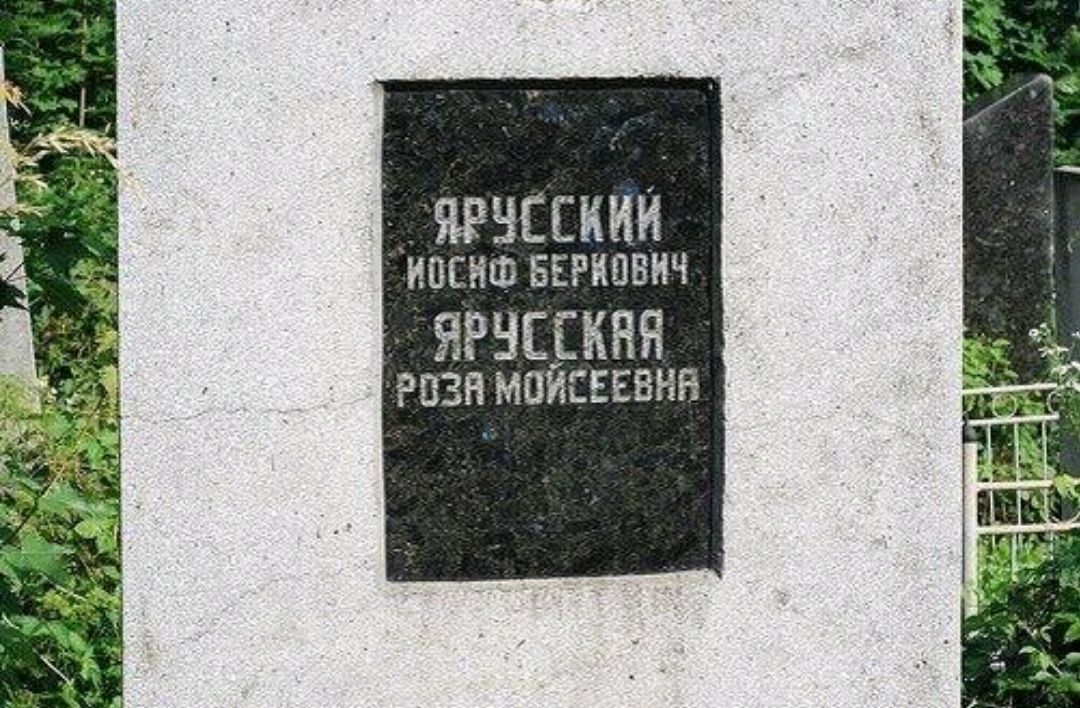 ЯРУССКИЙ
ИОСИФ БЕРКОВИЧ
ЯРУССКАЯ
РОЗА МОЙСЕЕВНА